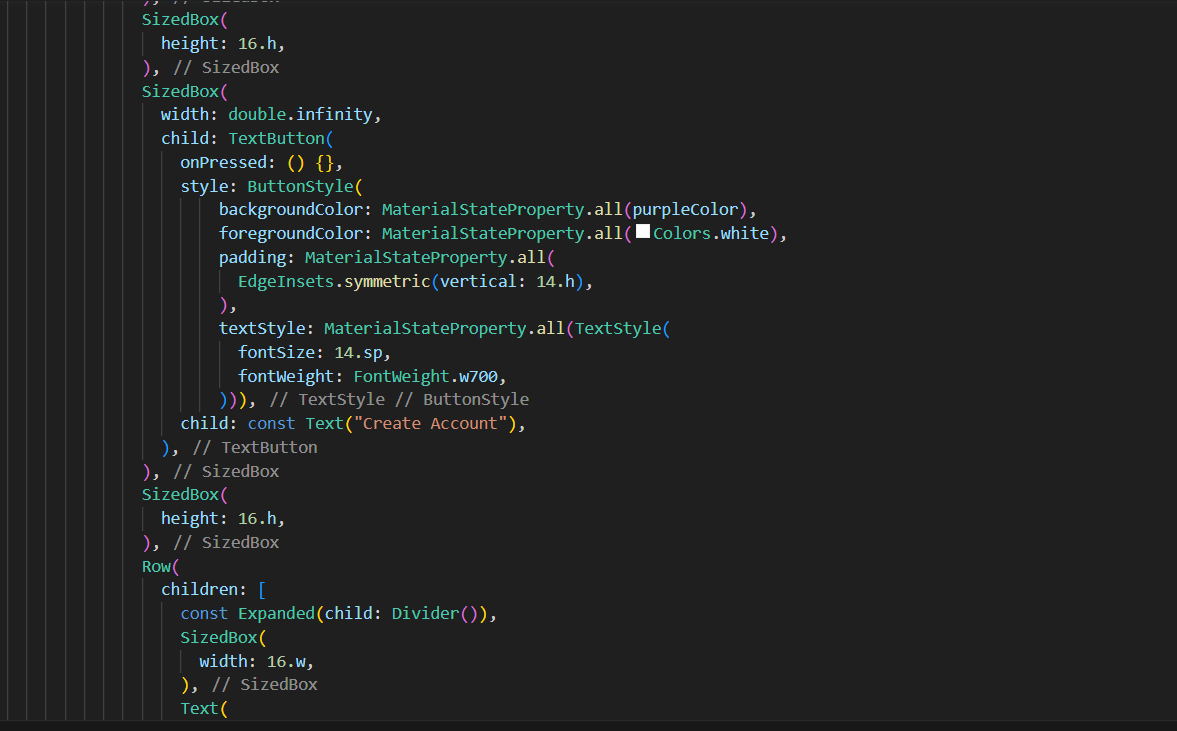 SizedBox(
height: 16.h,
), // SizedBox
SizedBox(
width: double.infinity,
child: TextButton(
onPressed: () {},
style: ButtonStyle(
backgroundColor: MaterialStateProperty.all(purpleColor),
foregroundColor: MaterialStateProperty.all(Colors.white),
padding: MaterialStateProperty.all(
EdgeInsets.symmetric(vertical: 14.h),
),
textStyle: MaterialStateProperty.all(TextStyle(
fontSize: 14.sp,
fontWeight: FontWeight.w700,
))), // TextStyle // ButtonStyle
child: const Text("Create Account"),
), // TextButton
), // SizedBox
SizedBox(
height: 16.h,
), // SizedBox
Row(
children: [
const Expanded(child: Divider()),
SizedBox(
width: 16.w,
), // SizedBox
Text(